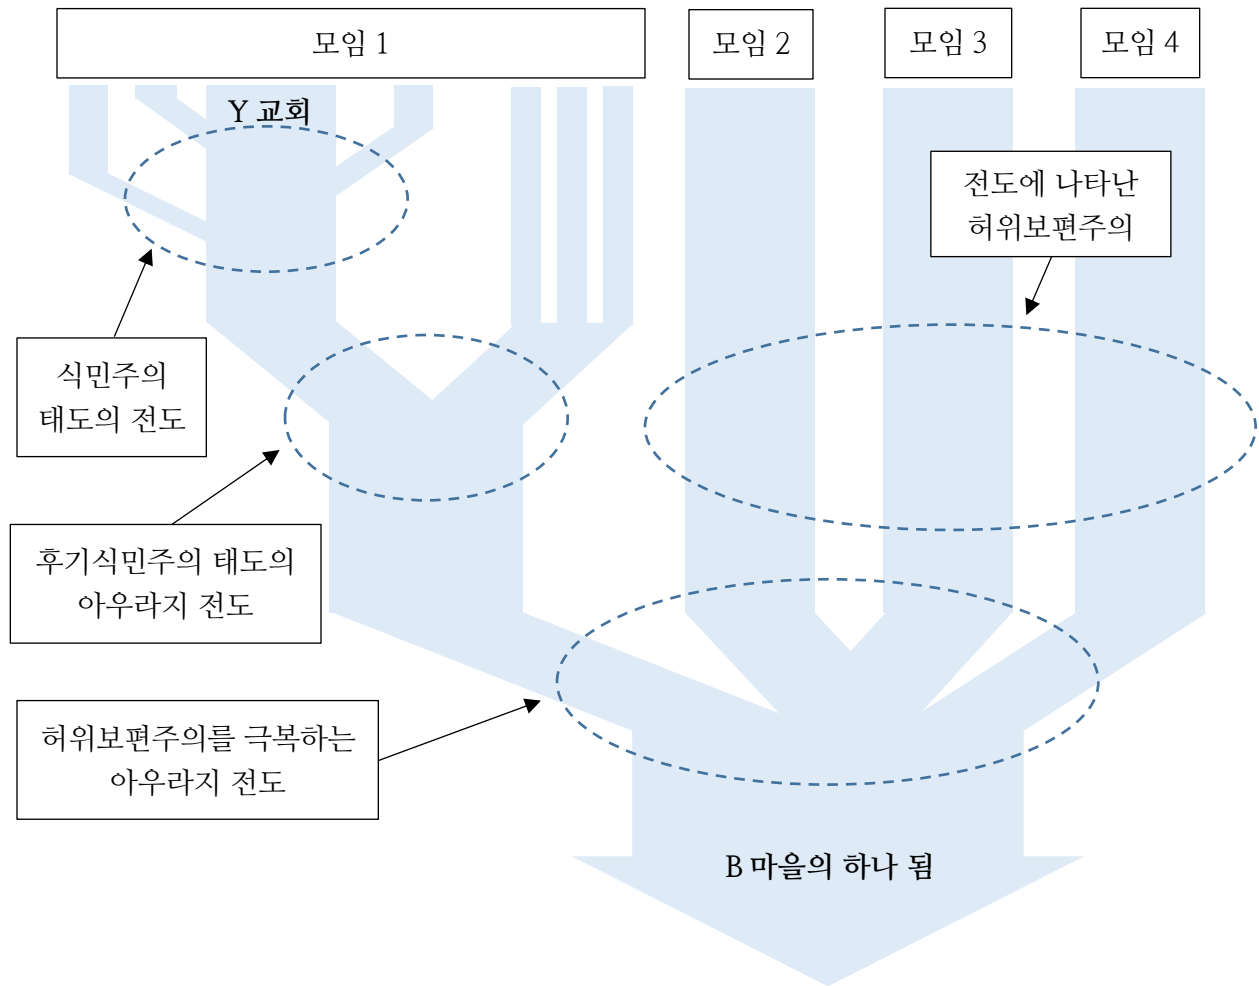 모임 1
모임 2
모임 3
모임 4
Y 교회
전도에 나타난
허위보편주의
식민주의
태도의 전도
후기식민주의 태도의
아우라지 전도
허위보편주의를 극복하는
아우라지 전도
B 마을의 하나 됨